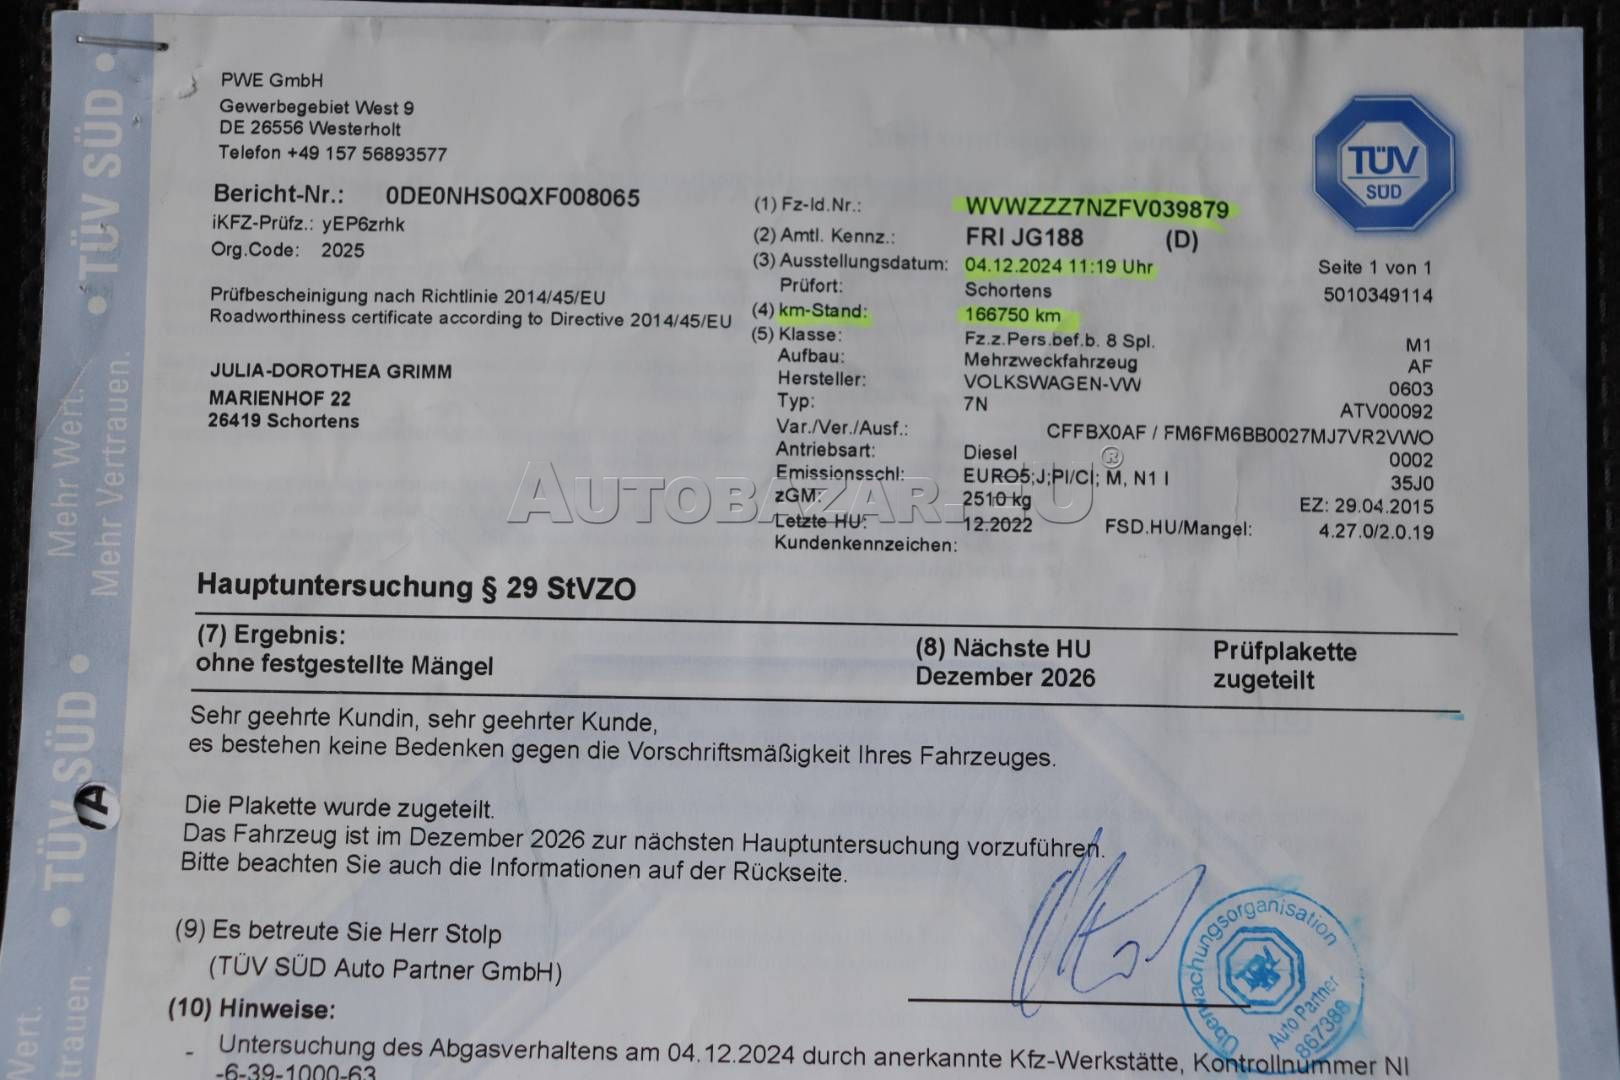 PWE GmbH
Gewerbegebiet West 9
DE 26556 Westerholt
Telefon +49 157 56893577
Bericht-Nr.: 0DE0NHS0QXF008065
iKFZ-Prüfz.: yEP6zrhk
Org.Code: 2025
Prüfbescheinigung nach Richtlinie 2014/45/EU
Roadworthiness certificate according to Directive 2014/45/EU
JULIA-DOROTHEA GRIMM
MARIENHOF 22
26419 Schortens
TÜV
SÜD
(1) Fz-Id.Nr.: WVWZZZ7NZFV039879
(2) Amtl. Kennz.: FRI JG188 (D)
(3) Ausstellungsdatum: 04.12.2024 11:19 Uhr Seite 1 von 1
Prüfort: Schortens 5010349114
(4) km-Stand: 166750 km
(5) Klasse: Fz.z.Pers.bef.b. 8 Spl. M1
Aufbau: Mehrzweckfahrzeug AF
Hersteller: VOLKSWAGEN-VW 0603
Typ: 7N ATV00092
Var./Ver./Ausf.: CFFBX0AF / FM6FM6BB0027MJ7VR2VWO
Antriebsart: Diesel 0002
Emissionsschl: EURO5;J;PI/CI; M, N1 I 35J0
zGM: 2510 kg EZ: 29.04.2015
Letzte HU: 12.2022 FSD.HU/Mangel: 4.27.0/2.0.19
Kundenkennzeichen:
AUTOBAZAR.EU ®
Hauptuntersuchung § 29 StVZO
(7) Ergebnis: (8) Nächste HU Prüfplakette
ohne festgestellte Mängel Dezember 2026 zugeteilt
Sehr geehrte Kundin, sehr geehrter Kunde,
es bestehen keine Bedenken gegen die Vorschriftsmäßigkeit Ihres Fahrzeuges.
Die Plakette wurde zugeteilt.
Das Fahrzeug ist im Dezember 2026 zur nächsten Hauptuntersuchung vorzuführen.
Bitte beachten Sie auch die Informationen auf der Rückseite.
(9) Es betreute Sie Herr Stolp
(TÜV SÜD Auto Partner GmbH)
Überwachungsorganisation
Auto Partner
867388
(10) Hinweise:
- Untersuchung des Abgasverhaltens am 04.12.2024 durch anerkannte Kfz-Werkstätte, Kontrollnummer NI
-6-39-1000-63
TÜV SÜD
Mehr Wert.
Mehr Vertrauen.
TÜV SÜD
Wert.
trauen.